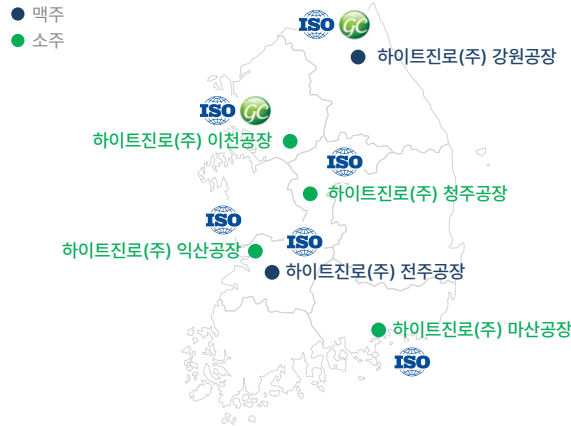 맥주
소주
ISO GC
하이트진로(주) 강원공장
ISO GC
하이트진로(주) 이천공장
ISO
하이트진로(주) 청주공장
ISO
하이트진로(주) 익산공장
ISO
하이트진로(주) 전주공장
하이트진로(주) 마산공장
ISO